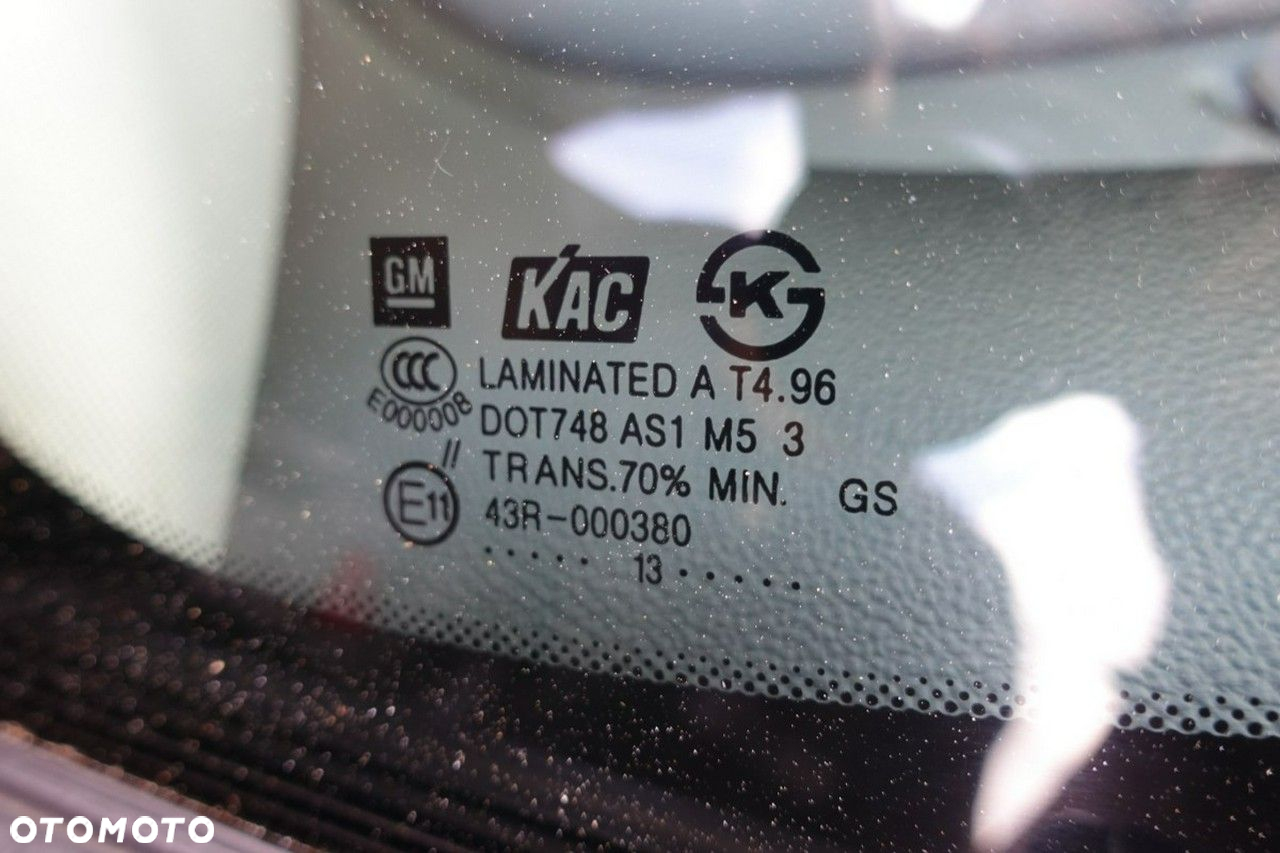 GM KAC K
CCC LAMINATED A T4.96
E000008 DOT748 AS1 M5 3
// TRANS.70% MIN. GS
E11 43R-000380
. . . . . . 13 . . . . . .
OTOMOTO